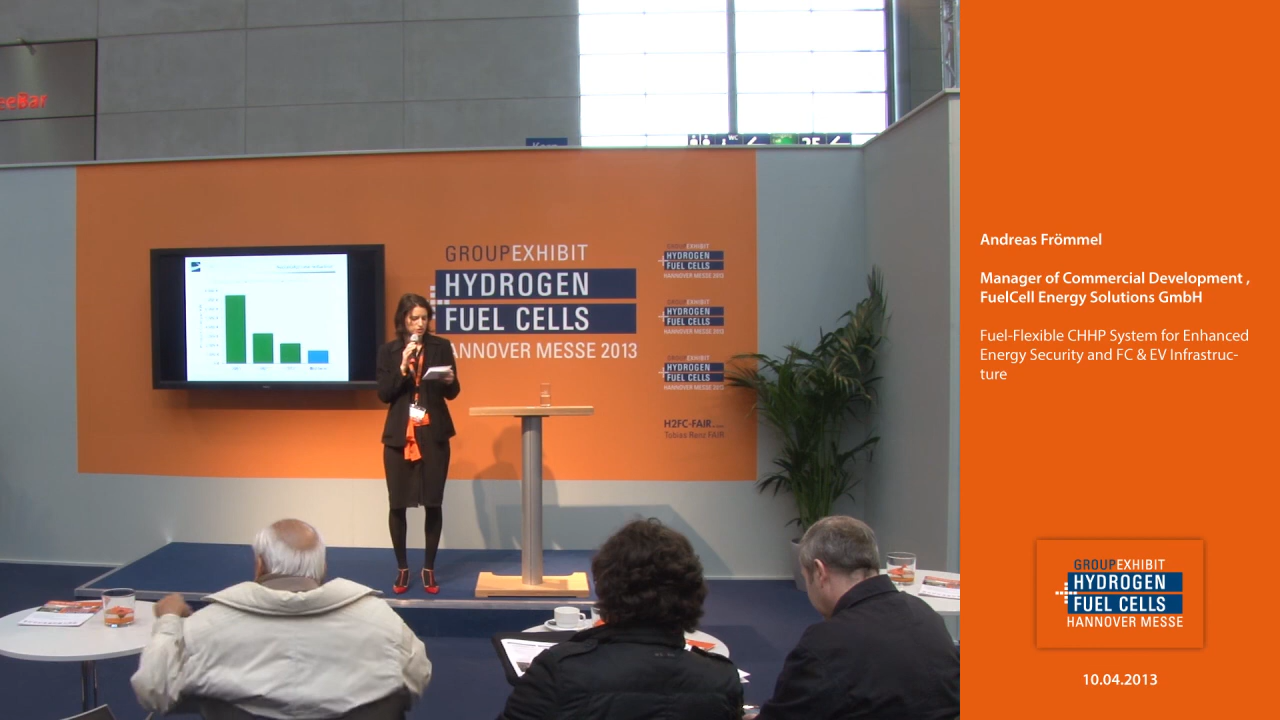 WC
25
GROUPEXHIBIT
HYDROGEN
FUEL CELLS
ANNOVER MESSE 2013
GROUPEXHIBIT
HYDROGEN
FUEL CELLS
HANNOVER MESSE 2013
GROUPEXHIBIT
HYDROGEN
FUEL CELLS
HANNOVER MESSE 2013
GROUPEXHIBIT
HYDROGEN
FUEL CELLS
HANNOVER MESSE 2013
H2FC-FAIR
Tobias Renz FAIR
Andreas Frömmel
Manager of Commercial Development ,
FuelCell Energy Solutions GmbH
Fuel-Flexible CHHP System for Enhanced
Energy Security and FC & EV Infrastruc-
ture
GROUPEXHIBIT
HYDROGEN
FUEL CELLS
HANNOVER MESSE
10.04.2013